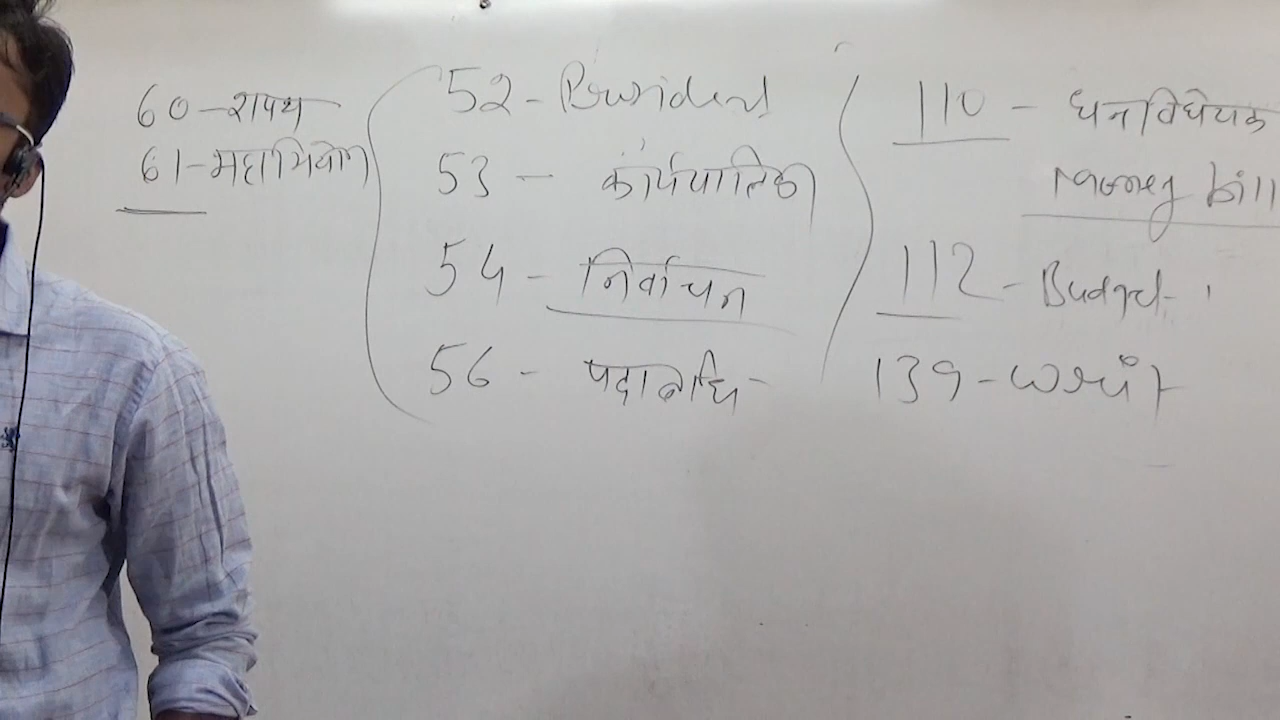 60 - शपथ
61 - महाभियोग
52 - President
53 - कार्यपालिका
54 - निर्वाचन
56 - पदावधि
110 - धन विधेयक
money bill
112 - Budget
139 - writ